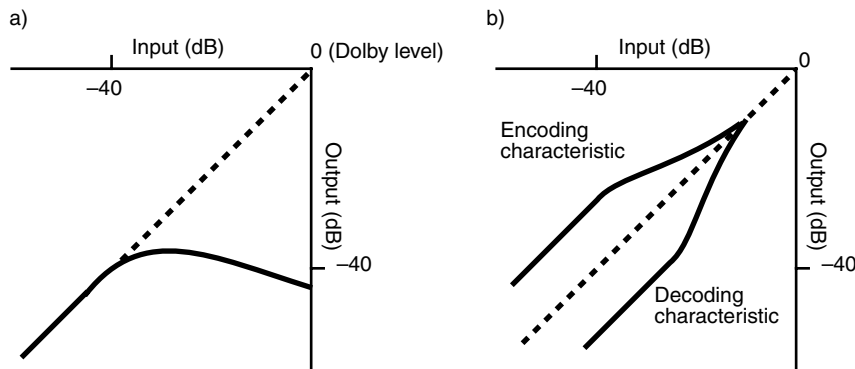 a)
Input (dB)
0 (Dolby level)
–40
Output (dB)
–40
b)
Input (dB)
0
–40
Encoding
characteristic
Output (dB)
–40
Decoding
characteristic